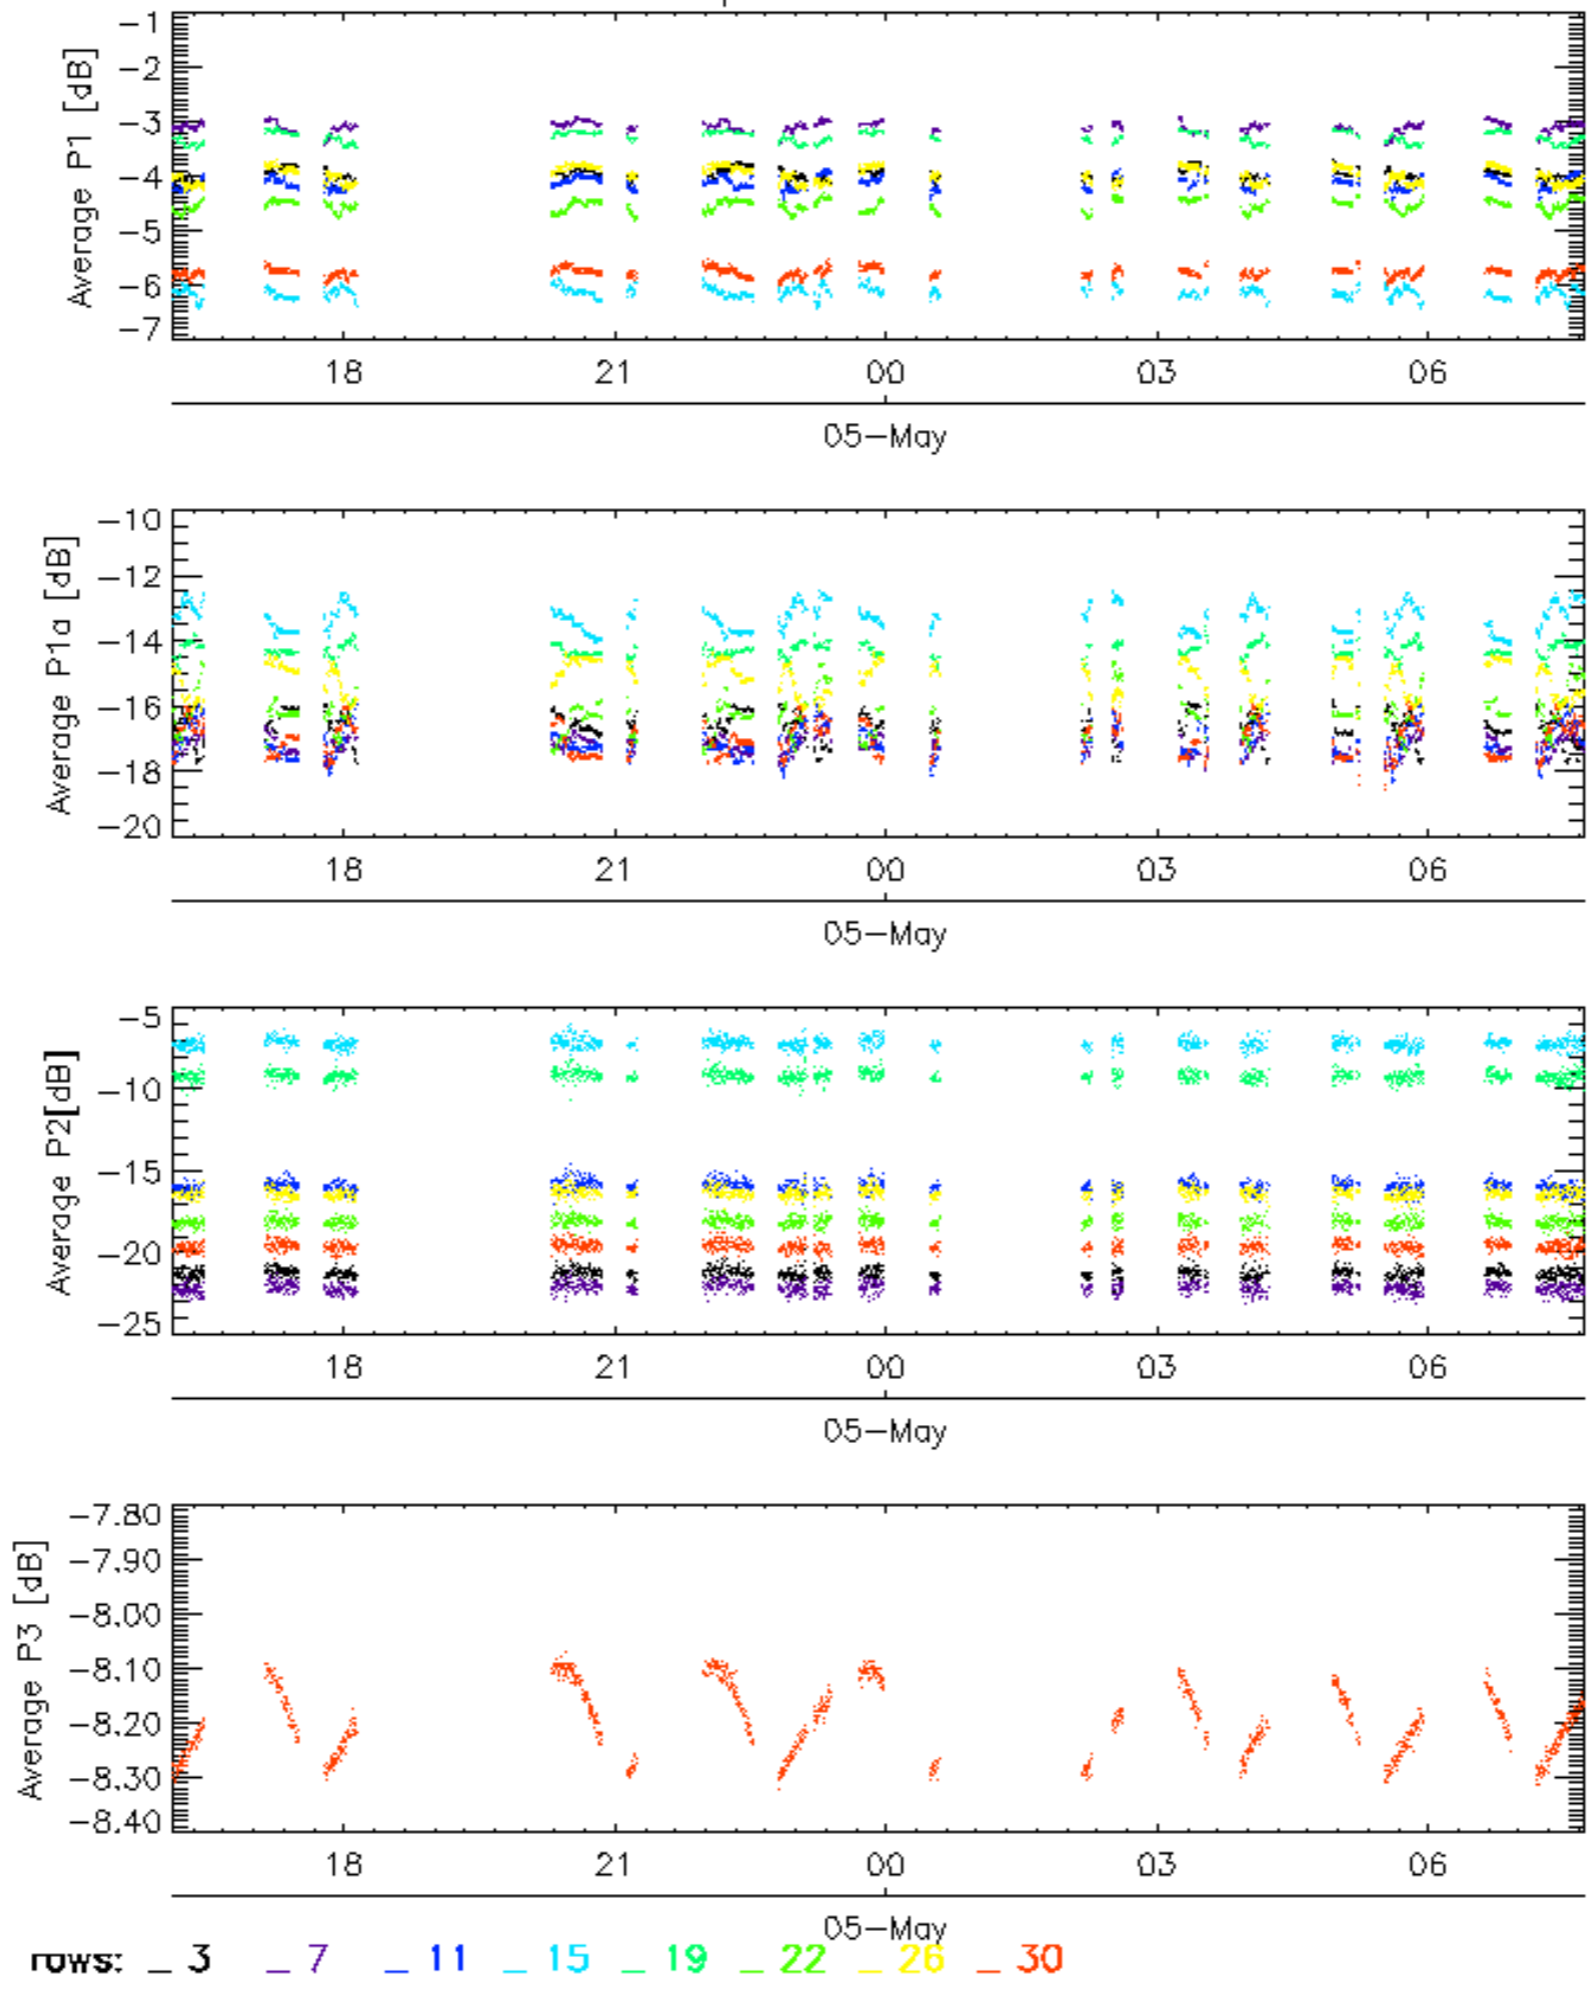 Average P1 [dB]
-1
-2
-3
-4
-5
-6
-7
18 21 00 03 06
05-May
Average P1a [dB]
-10
-12
-14
-16
-18
-20
18 21 00 03 06
05-May
Average P2[dB]
-5
-10
-15
-20
-25
18 21 00 03 06
05-May
Average P3 [dB]
-7.80
-7.90
-8.00
-8.10
-8.20
-8.30
-8.40
18 21 00 03 06
05-May
rows: _ 3 _ 7 _ 11 _ 15 _ 19 _ 22 _ 26 _ 30